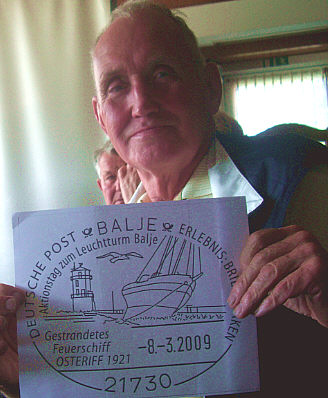 DEUTSCHE POST BALJE ERLEBNIS:BRIEFMARKEN
Aktionstag zum Leuchtturm Balje
Gestrandetes
Feuerschiff
OSTERIFF 1921
-8.-3.2009
21730